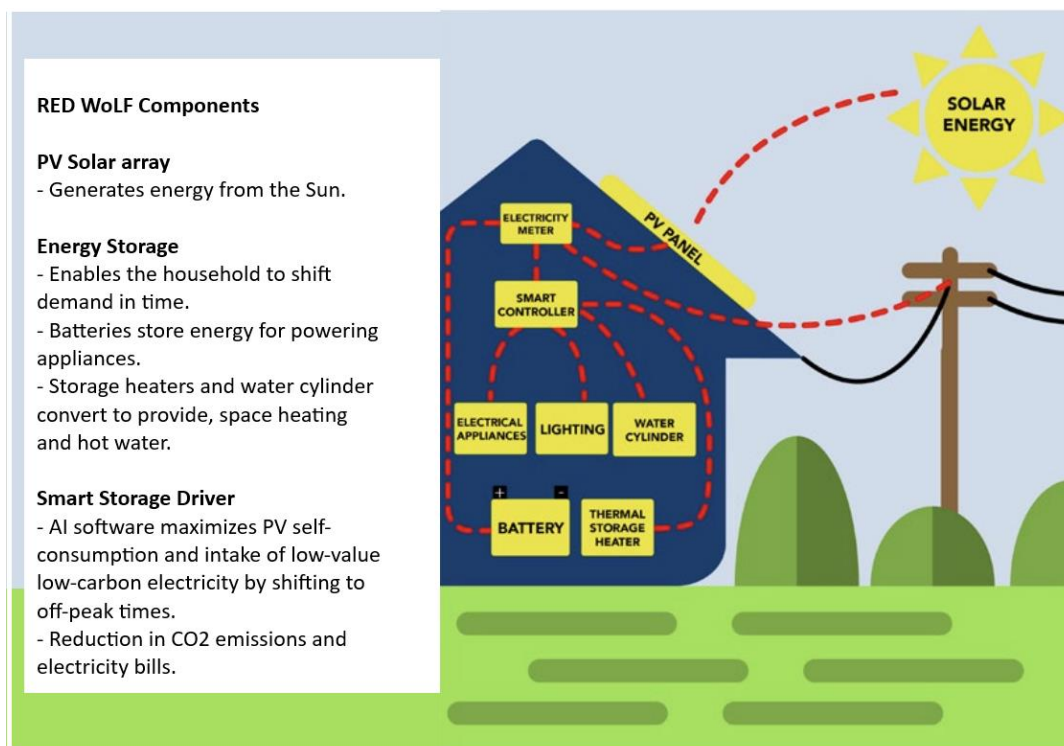 RED WoLF Components
PV Solar array
- Generates energy from the Sun.
Energy Storage
- Enables the household to shift
demand in time.
- Batteries store energy for powering
appliances.
- Storage heaters and water cylinder
convert to provide, space heating
and hot water.
Smart Storage Driver
- AI software maximizes PV self-
consumption and intake of low-value
low-carbon electricity by shifting to
off-peak times.
- Reduction in CO2 emissions and
electricity bills.
SOLAR
ENERGY
PV PANEL
ELECTRICITY
METER
SMART
CONTROLLER
ELECTRICAL
APPLIANCES
LIGHTING
WATER
CYLINDER
+
-
BATTERY
THERMAL
STORAGE
HEATER